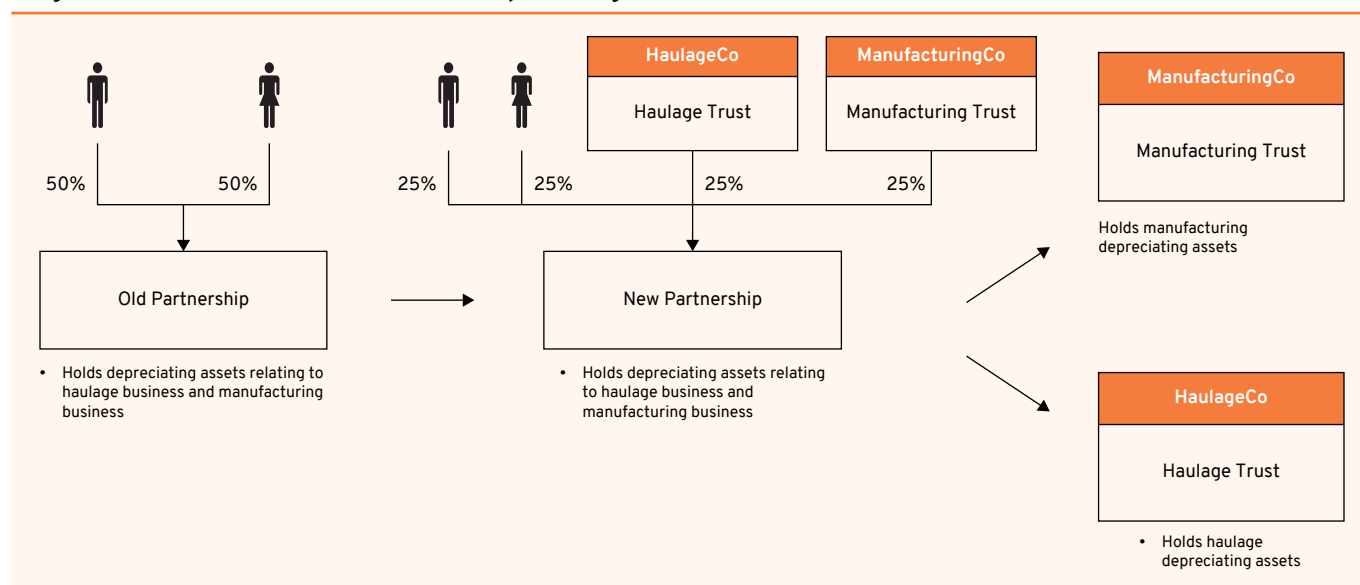 HaulageCo
Haulage Trust
ManufacturingCo
Manufacturing Trust
50%
50%
25%
25%
25%
25%
Old Partnership
• Holds depreciating assets relating to
haulage business and manufacturing
business
New Partnership
• Holds depreciating assets relating
to haulage business and
manufacturing business
ManufacturingCo
Manufacturing Trust
Holds manufacturing
depreciating assets
HaulageCo
Haulage Trust
• Holds haulage
depreciating assets